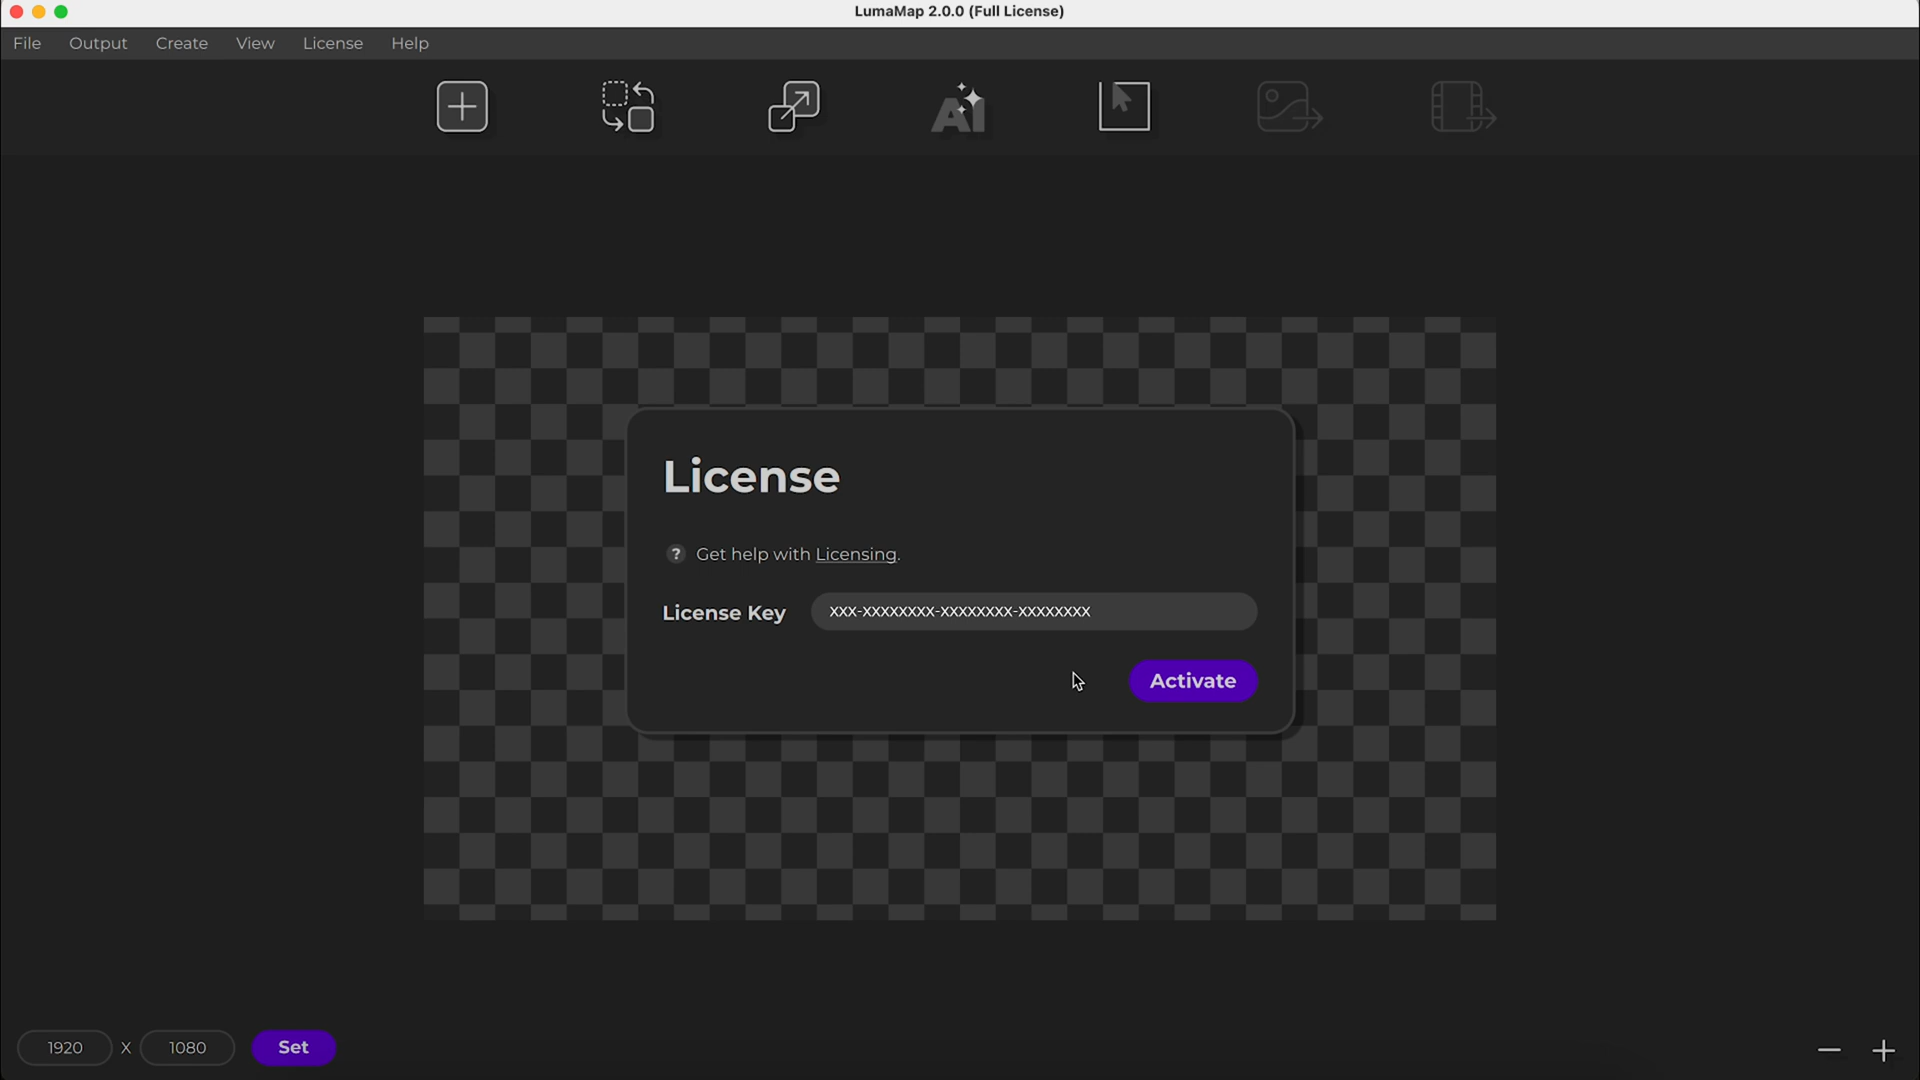 LumaMap 2.0.0 (Full License)
File Output Create View License Help
AI
License
? Get help with Licensing.
License Key xxx-xxxxxxxx-xxxxxxxx-xxxxxxxx
Activate
1920 X 1080 Set